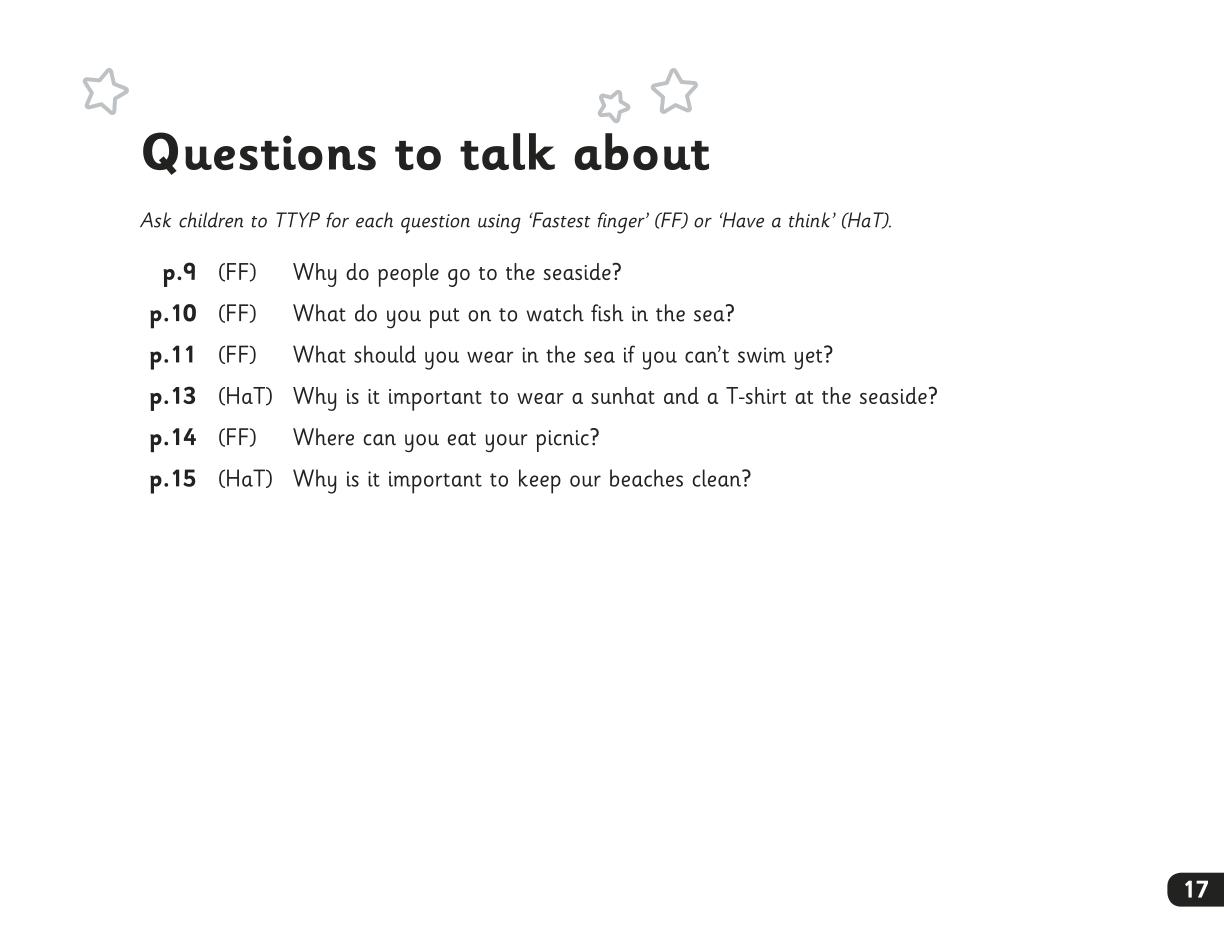 Questions to talk about
Ask children to TTYP for each question using ‘Fastest finger’ (FF) or ‘Have a think’ (HaT).
p.9 (FF) Why do people go to the seaside?
p.10 (FF) What do you put on to watch fish in the sea?
p.11 (FF) What should you wear in the sea if you can’t swim yet?
p.13 (HaT) Why is it important to wear a sunhat and a T-shirt at the seaside?
p.14 (FF) Where can you eat your picnic?
p.15 (HaT) Why is it important to keep our beaches clean?
17